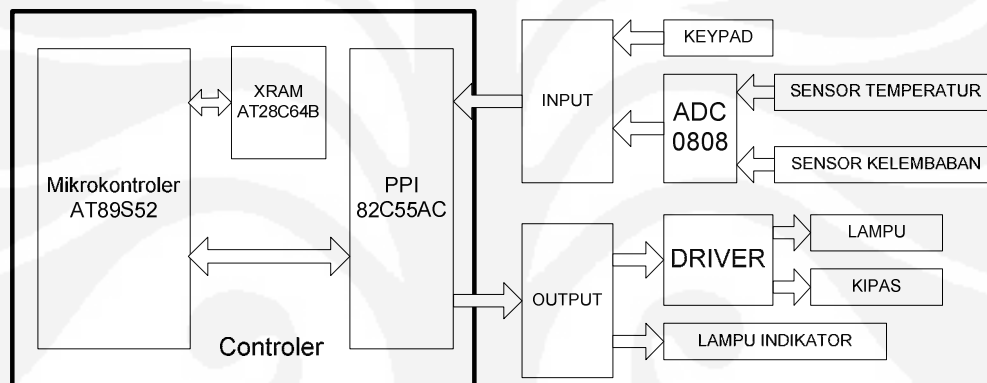 Mikrokontroler
AT89S52
XRAM
AT28C64B
PPI
82C55AC
Controler
INPUT
KEYPAD
ADC
0808
SENSOR TEMPERATUR
SENSOR KELEMBABAN
OUTPUT
DRIVER
LAMPU
KIPAS
LAMPU INDIKATOR